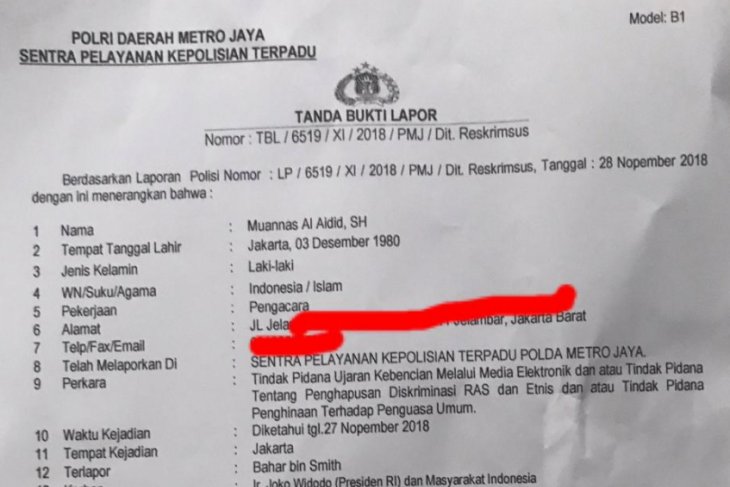 Model: B1
POLRI DAERAH METRO JAYA
SENTRA PELAYANAN KEPOLISIAN TERPADU
TANDA BUKTI LAPOR
Nomor : TBL / 6519 / XI / 2018 / PMJ / Dit. Reskrimsus
Berdasarkan Laporan Polisi Nomor : LP / 6519 / XI / 2018 / PMJ / Dit. Reskrimsus, Tanggal : 28 Nopember 2018
dengan ini menerangkan bahwa :
1 Nama : Muannas Al Aidid, SH
2 Tempat Tanggal Lahir : Jakarta, 03 Desember 1980
3 Jenis Kelamin : Laki-laki
4 WN/Suku/Agama : Indonesia / Islam
5 Pekerjaan : Pengacara
6 Alamat : JL Jela Jakarta Barat
7 Telp/Fax/Email :
8 Telah Melaporkan Di : SENTRA PELAYANAN KEPOLISIAN TERPADU POLDA METRO JAYA.
9 Perkara : Tindak Pidana Ujaran Kebencian Melalui Media Elektronik dan atau Tindak Pidana
Tentang Penghapusan Diskriminasi RAS dan Etnis dan atau Tindak Pidana
Penghinaan Terhadap Penguasa Umum.
10 Waktu Kejadian : Diketahui tgl.27 Nopember 2018
11 Tempat Kejadian : Jakarta
12 Terlapor : Bahar bin Smith
Ir. Joko Widodo (Presiden RI) dan Masyarakat Indonesia